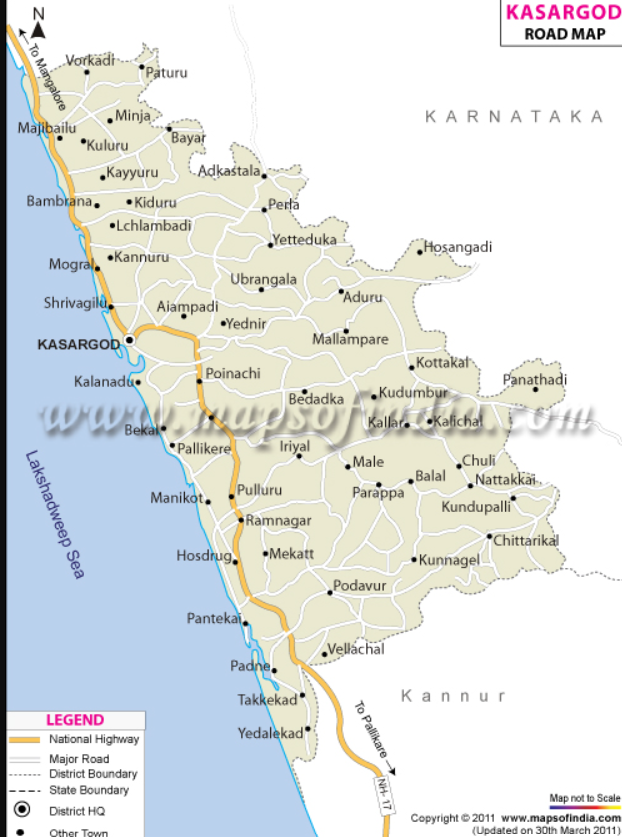 KASARGOD
ROAD MAP
N
To Mangalore
Vorkadi
Paturu
KARNATAKA
Minja
Majibailu
Kuluru
Bayar
Kayyuru
Adkastala
Bambrana
Kiduru
Perla
Lchlambadi
Yetteduka
Hosangadi
Mogral
Kannuru
Ubrangala
Aduru
Shrivagilu
Aiampadi
Yednir
Mallampare
KASARGOD
Kottakal
Kalanadu
Poinachi
Panathadi
Bedadka
Kudumbur
www.mapsofindia.com
Kallar
Kalichal
Bekal
Pallikere
Iriyal
Lakshadweep Sea
Male
Chuli
Balal
Nattakkai
Parappa
Manikot
Pulluru
Kundupalli
Ramnagar
Chittarikal
Hosdrug
Mekatt
Kunnagel
Podavur
Pantekai
Vellachal
Padne
Kannur
Takkekad
To Pallikare
Yedalekad
NH-17
LEGEND
National Highway
Major Road
District Boundary
State Boundary
District HQ
Other Town
Map not to Scale
Copyright © 2011 www.mapsofindia.com
(Updated on 30th March 2011)